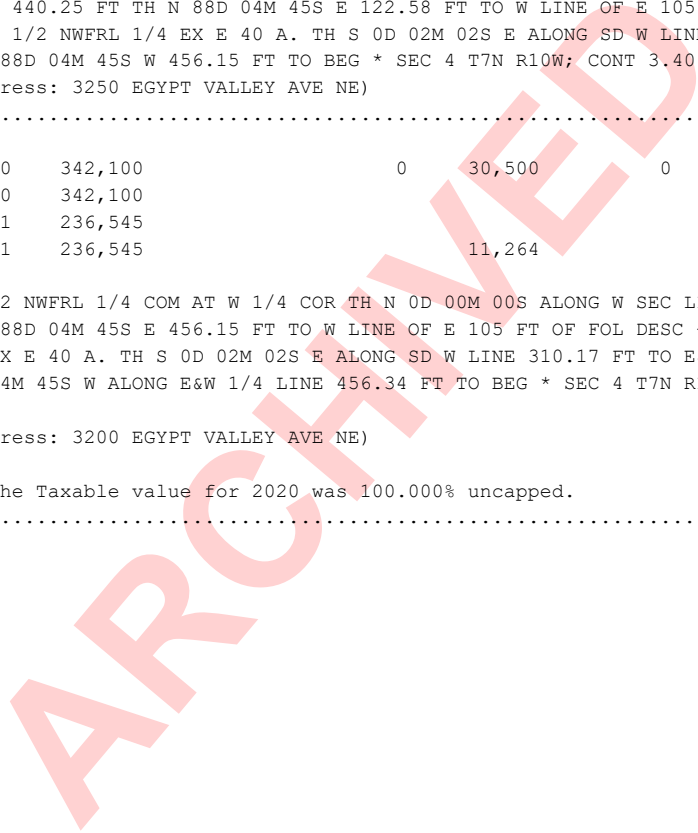 440.25 FT TH N 88D 04M 45S E 122.58 FT TO W LINE OF E 105
1/2 NWFRL 1/4 EX E 40 A. TH S 0D 02M 02S E ALONG SD W LIN
88D 04M 45S W 456.15 FT TO BEG * SEC 4 T7N R10W; CONT 3.40
ress: 3250 EGYPT VALLEY AVE NE)
..........................................................
0 342,100 0 30,500 0
0 342,100
1 236,545
1 236,545 11,264
2 NWFRL 1/4 COM AT W 1/4 COR TH N 0D 00M 00S ALONG W SEC L
88D 04M 45S E 456.15 FT TO W LINE OF E 105 FT OF FOL DESC
X E 40 A. TH S 0D 02M 02S E ALONG SD W LINE 310.17 FT TO E
4M 45S W ALONG E&W 1/4 LINE 456.34 FT TO BEG * SEC 4 T7N R
ress: 3200 EGYPT VALLEY AVE NE)
he Taxable value for 2020 was 100.000% uncapped.
..........................................................
ARCHIVED